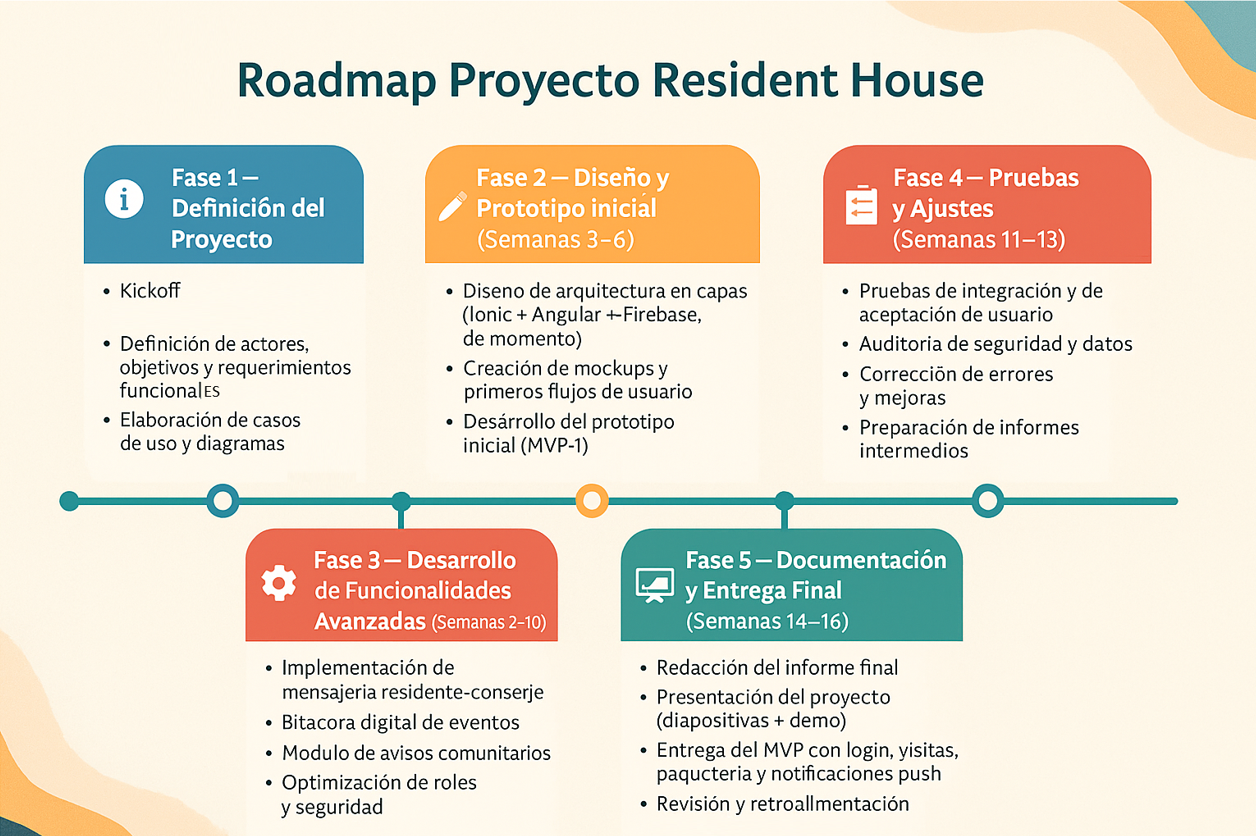 Roadmap Proyecto Resident House
Fase 1 –
Definición del
Proyecto
• Kickoff
• Definición de actores,
objetivos y requerimientos
funcionalES
• Elaboración de casos
de uso y diagramas
Fase 2 – Diseño y
Prototipo inicial
(Semanas 3–6)
• Diseno de arquitectura en capas
(Ionic + Angular +–Firebase,
de momento)
• Creación de mockups y
primeros flujos de usuario
• Desárrollo del prototipo
inicial (MVP-1)
Fase 4 – Pruebas
y Ajustes
(Semanas 11–13)
• Pruebas de integración y de
aceptación de usuario
• Auditoria de seguridad y datos
• Correcciōn de errores
y mejoras
• Preparación de informes
intermedios
Fase 3 – Desarrollo
de Funcionalidades
Avanzadas (Semanas 2–10)
• Implementación de
mensajeria residente-conserje
• Bitacora digital de eventos
• Modulo de avisos comunitarios
• Optimización de roles
y seguridad
Fase 5 – Documentación
y Entrega Final
(Semanas 14–16)
• Redacción del informe final
• Presentación del proyecto
(diapositivas + demo)
• Entrega del MVP con login, yisitas,
paqucteria y notificaciones push
• Revisión y retroallmentación